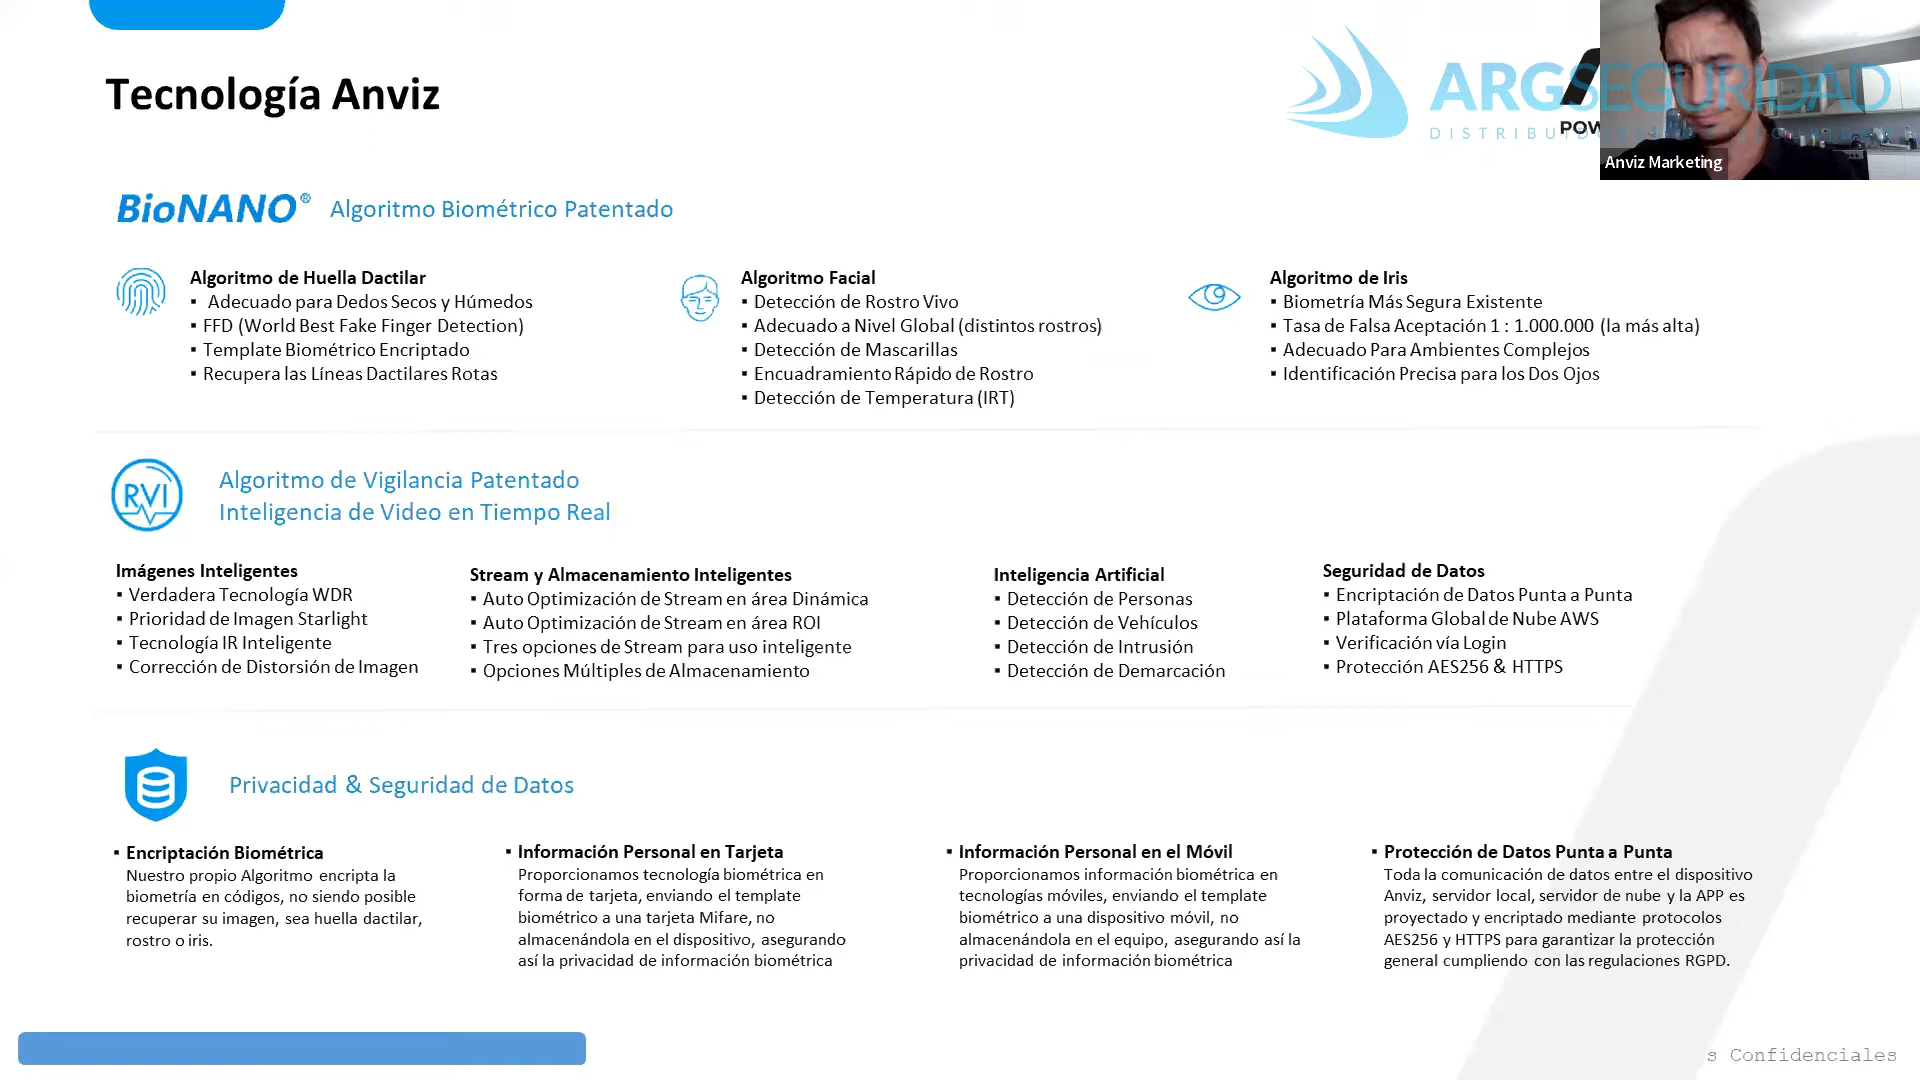 Tecnología Anviz
ARGSEGURIDAD
POW
Anviz Marketing
BioNANO® Algoritmo Biométrico Patentado
Algoritmo de Huella Dactilar
▪ Adecuado para Dedos Secos y Húmedos
▪ FFD (World Best Fake Finger Detection)
▪ Template Biométrico Encriptado
▪ Recupera las Líneas Dactilares Rotas
Algoritmo Facial
▪ Detección de Rostro Vivo
▪ Adecuado a Nivel Global (distintos rostros)
▪ Detección de Mascarillas
▪ Encuadramiento Rápido de Rostro
▪ Detección de Temperatura (IRT)
Algoritmo de Iris
▪ Biometría Más Segura Existente
▪ Tasa de Falsa Aceptación 1 : 1.000.000 (la más alta)
▪ Adecuado Para Ambientes Complejos
▪ Identificación Precisa para los Dos Ojos
RVI
Algoritmo de Vigilancia Patentado
Inteligencia de Video en Tiempo Real
Imágenes Inteligentes
▪ Verdadera Tecnología WDR
▪ Prioridad de Imagen Starlight
▪ Tecnología IR Inteligente
▪ Corrección de Distorsión de Imagen
Stream y Almacenamiento Inteligentes
▪ Auto Optimización de Stream en área Dinámica
▪ Auto Optimización de Stream en área ROI
▪ Tres opciones de Stream para uso inteligente
▪ Opciones Múltiples de Almacenamiento
Inteligencia Artificial
▪ Detección de Personas
▪ Detección de Vehículos
▪ Detección de Intrusión
▪ Detección de Demarcación
Seguridad de Datos
▪ Encriptación de Datos Punta a Punta
▪ Plataforma Global de Nube AWS
▪ Verificación vía Login
▪ Protección AES256 & HTTPS
Privacidad & Seguridad de Datos
▪ Encriptación Biométrica
Nuestro propio Algoritmo encripta la
biometría en códigos, no siendo posible
recuperar su imagen, sea huella dactilar,
rostro o iris.
▪ Información Personal en Tarjeta
Proporcionamos tecnología biométrica en
forma de tarjeta, enviando el template
biométrico a una tarjeta Mifare, no
almacenándola en el dispositivo, asegurando
así la privacidad de información biométrica
▪ Información Personal en el Móvil
Proporcionamos información biométrica en
tecnologías móviles, enviando el template
biométrico a una dispositivo móvil, no
almacenándola en el equipo, asegurando así la
privacidad de información biométrica
▪ Protección de Datos Punta a Punta
Toda la comunicación de datos entre el dispositivo
Anviz, servidor local, servidor de nube y la APP es
proyectado y encriptado mediante protocolos
AES256 y HTTPS para garantizar la protección
general cumpliendo con las regulaciones RGPD.
s Confidenciales